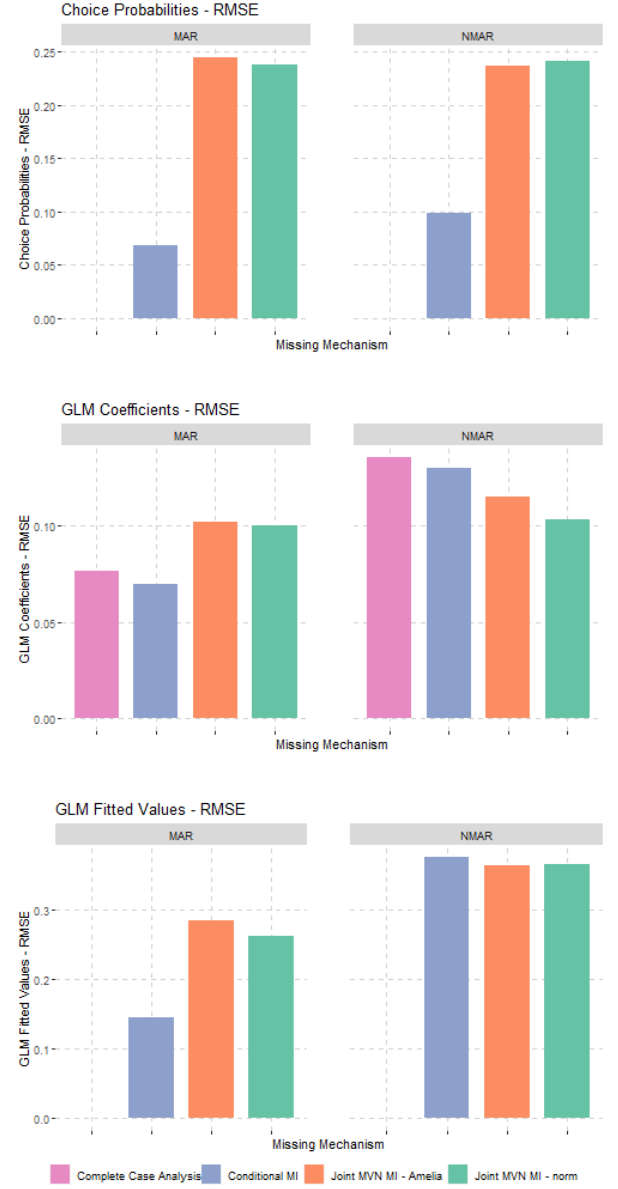 Choice Probabilities - RMSE
MAR
NMAR
Choice Probabilities - RMSE
0.25
0.20
0.15
0.10
0.05
0.00
Missing Mechanism
GLM Coefficients - RMSE
MAR
NMAR
GLM Coefficients - RMSE
0.10
0.05
0.00
Missing Mechanism
GLM Fitted Values - RMSE
MAR
NMAR
GLM Fitted Values - RMSE
0.3
0.2
0.1
0.0
Missing Mechanism
Complete Case Analysis Conditional MI Joint MVN MI - Amelia Joint MVN MI - norm